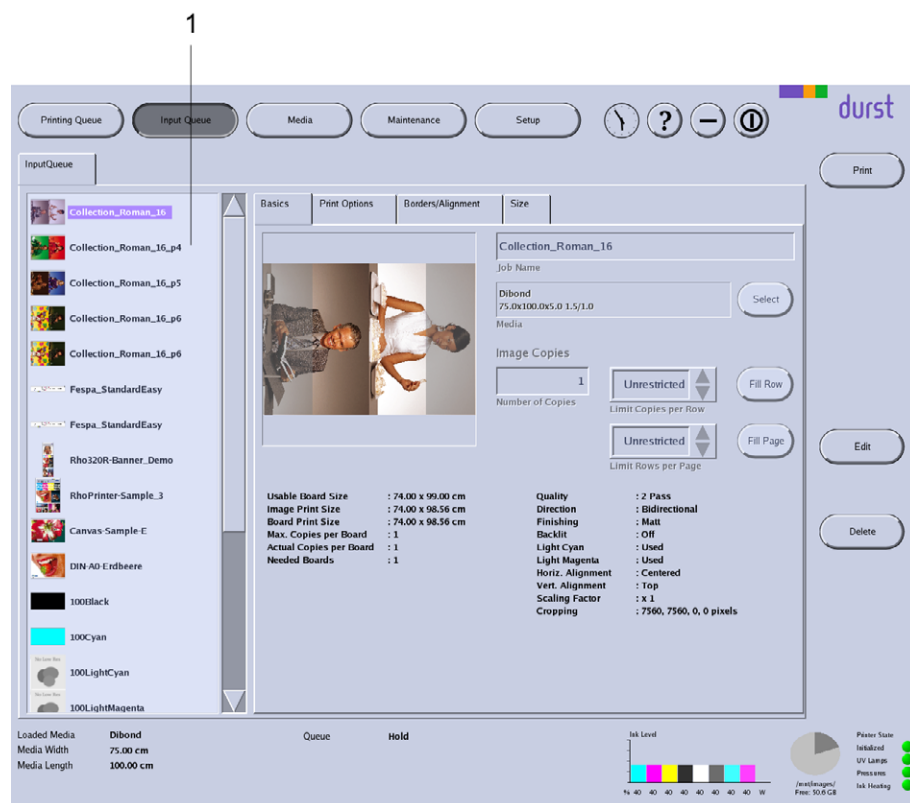 1
durst
Printing Queue
Input Queue
Media
Maintenance
Setup
?
InputQueue
Print
Edit
Delete
Collection_Roman_16
Collection_Roman_16_p4
Collection_Roman_16_p5
Collection_Roman_16_p6
Collection_Roman_16_p6
Fespa_StandardEasy
Fespa_StandardEasy
Rho320R-Banner_Demo
RhoPrinter-Sample_3
Canvas-Sample-E
DIN-A0-Erdbeere
100Black
100Cyan
100LightCyan
100LightMagenta
Basics
Print Options
Borders/Alignment
Size
Collection_Roman_16
Job Name
Dibond
75.0x100.0x5.0 1.5/1.0
Select
Media
Image Copies
1
Number of Copies
Unrestricted
Limit Copies per Row
Fill Row
Unrestricted
Limit Rows per Page
Fill Page
Usable Board Size : 74.00 x 99.00 cm
Image Print Size : 74.00 x 98.56 cm
Board Print Size : 74.00 x 98.56 cm
Max. Copies per Board : 1
Actual Copies per Board : 1
Needed Boards : 1
Quality : 2 Pass
Direction : Bidirectional
Finishing : Matt
Backlit : Off
Light Cyan : Used
Light Magenta : Used
Horiz. Alignment : Centered
Vert. Alignment : Top
Scaling Factor : x 1
Cropping : 7560, 7560, 0, 0 pixels
Loaded Media Dibond
Media Width 75.00 cm
Media Length 100.00 cm
Queue Hold
Ink Level
% 40 40 40 40 40 40 40 W
/mnt/images/
Free: 50.6 GB
Printer State
Initialized
UV Lamps
Pressures
Ink Heating